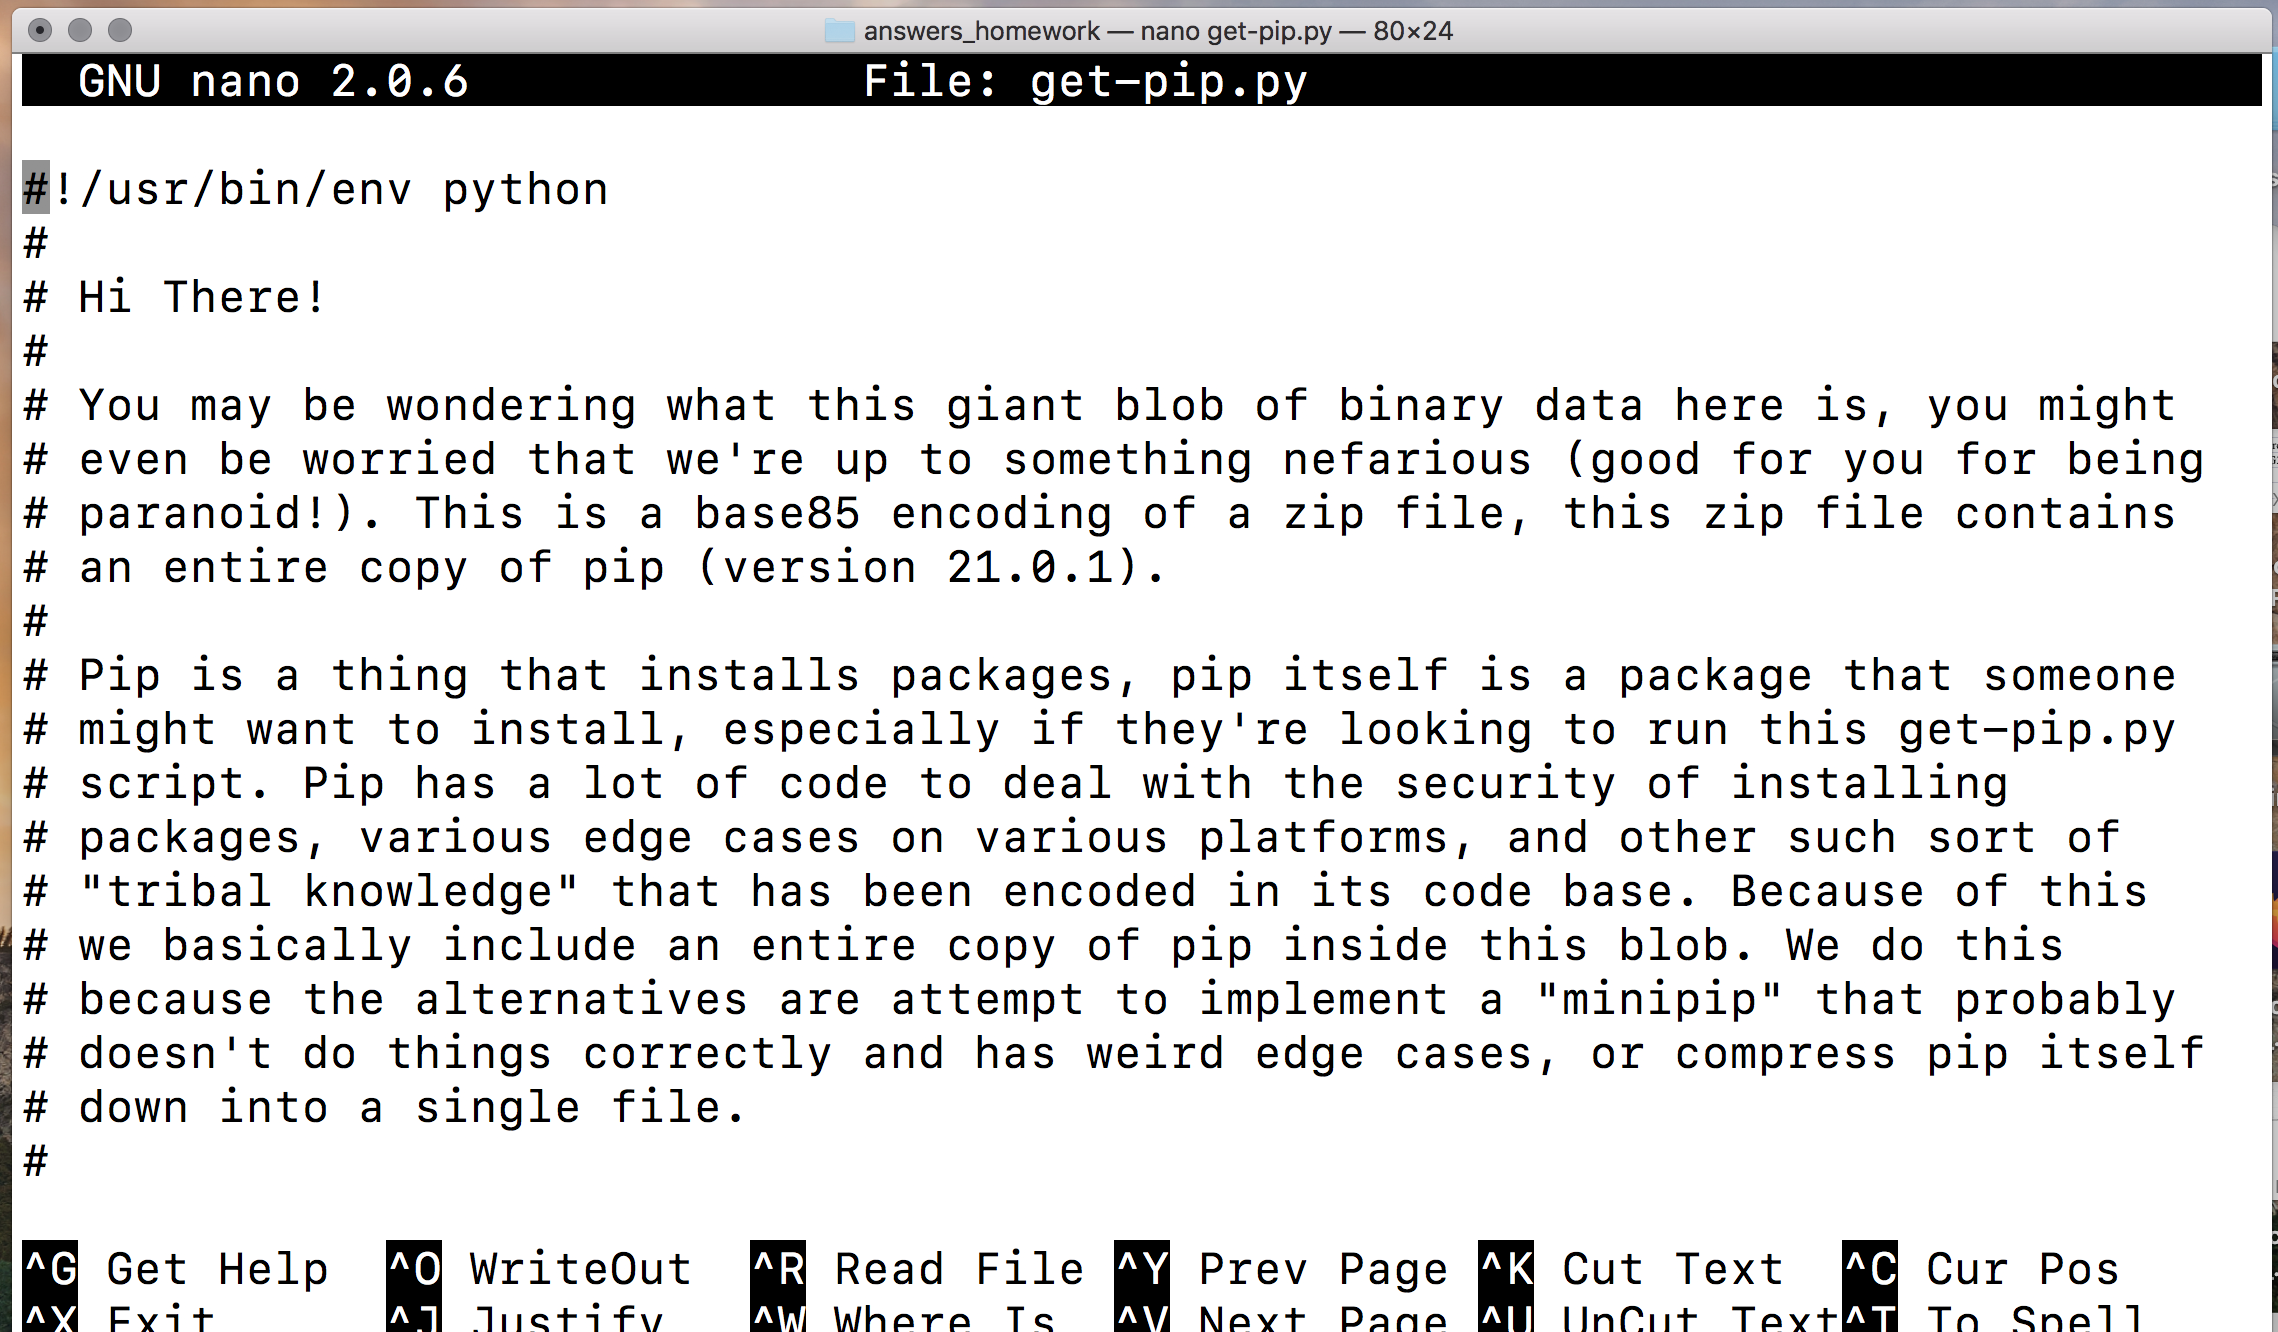 answers_homework — nano get-pip.py — 80×24
GNU nano 2.0.6 File: get-pip.py
#!/usr/bin/env python
#
# Hi There!
#
# You may be wondering what this giant blob of binary data here is, you might
# even be worried that we're up to something nefarious (good for you for being
# paranoid!). This is a base85 encoding of a zip file, this zip file contains
# an entire copy of pip (version 21.0.1).
#
# Pip is a thing that installs packages, pip itself is a package that someone
# might want to install, especially if they're looking to run this get-pip.py
# script. Pip has a lot of code to deal with the security of installing
# packages, various edge cases on various platforms, and other such sort of
# "tribal knowledge" that has been encoded in its code base. Because of this
# we basically include an entire copy of pip inside this blob. We do this
# because the alternatives are attempt to implement a "minipip" that probably
# doesn't do things correctly and has weird edge cases, or compress pip itself
# down into a single file.
#
^G Get Help ^O WriteOut ^R Read File ^Y Prev Page ^K Cut Text ^C Cur Pos
^X Exit ^J Justify ^W Where Is ^V Next Page ^U UnCut Text ^T To Spell